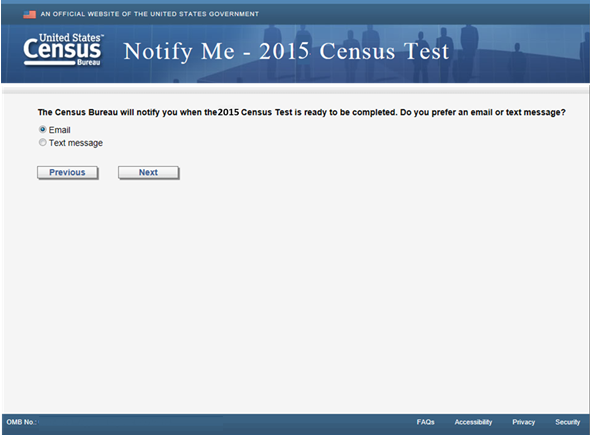 AN OFFICIAL WEBSITE OF THE UNITED STATES GOVERNMENT
United States™
Census
Bureau
Notify Me - 2015 Census Test
The Census Bureau will notify you when the2015 Census Test is ready to be completed. Do you prefer an email or text message?
Email
Text message
Previous Next
OMB No.: FAQs Accessibility Privacy Security